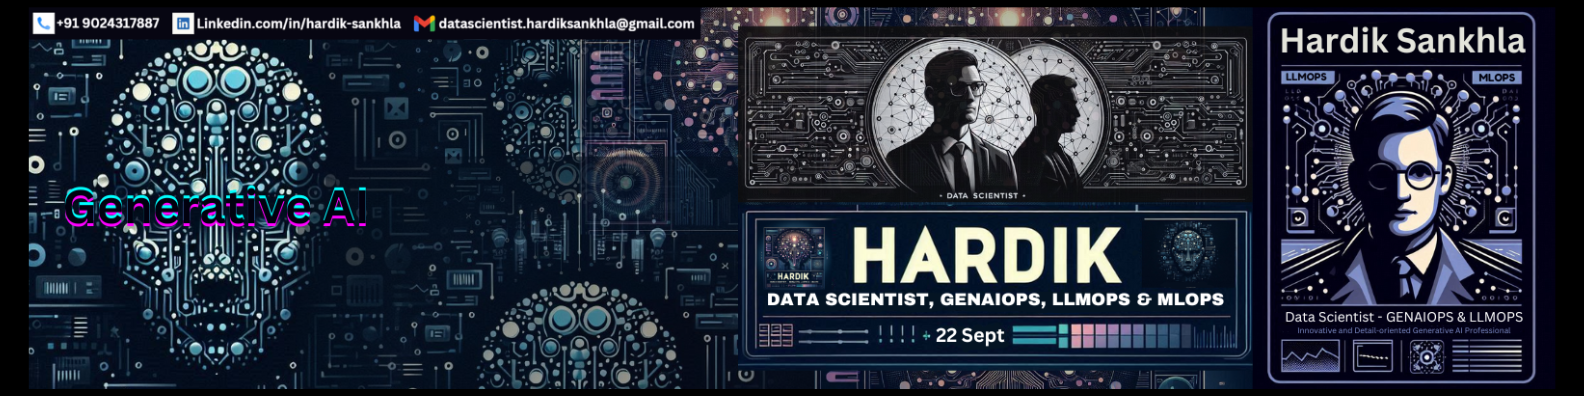 +91 9024317887 Linkedin.com/in/hardik-sankhla datascientist.hardiksankhla@gmail.com
Generative AI
- DATA SCIENTIST -
HARDIK
HARDIK
DATA SCIENTIST, GENAIOPS, LLMOPS & MLOPS
22 Sept
Hardik Sankhla
LLMOPS MLOPS
Data Scientist - GENAIOPS & LLMOPS
Innovative and Detail-oriented Generative AI Professional